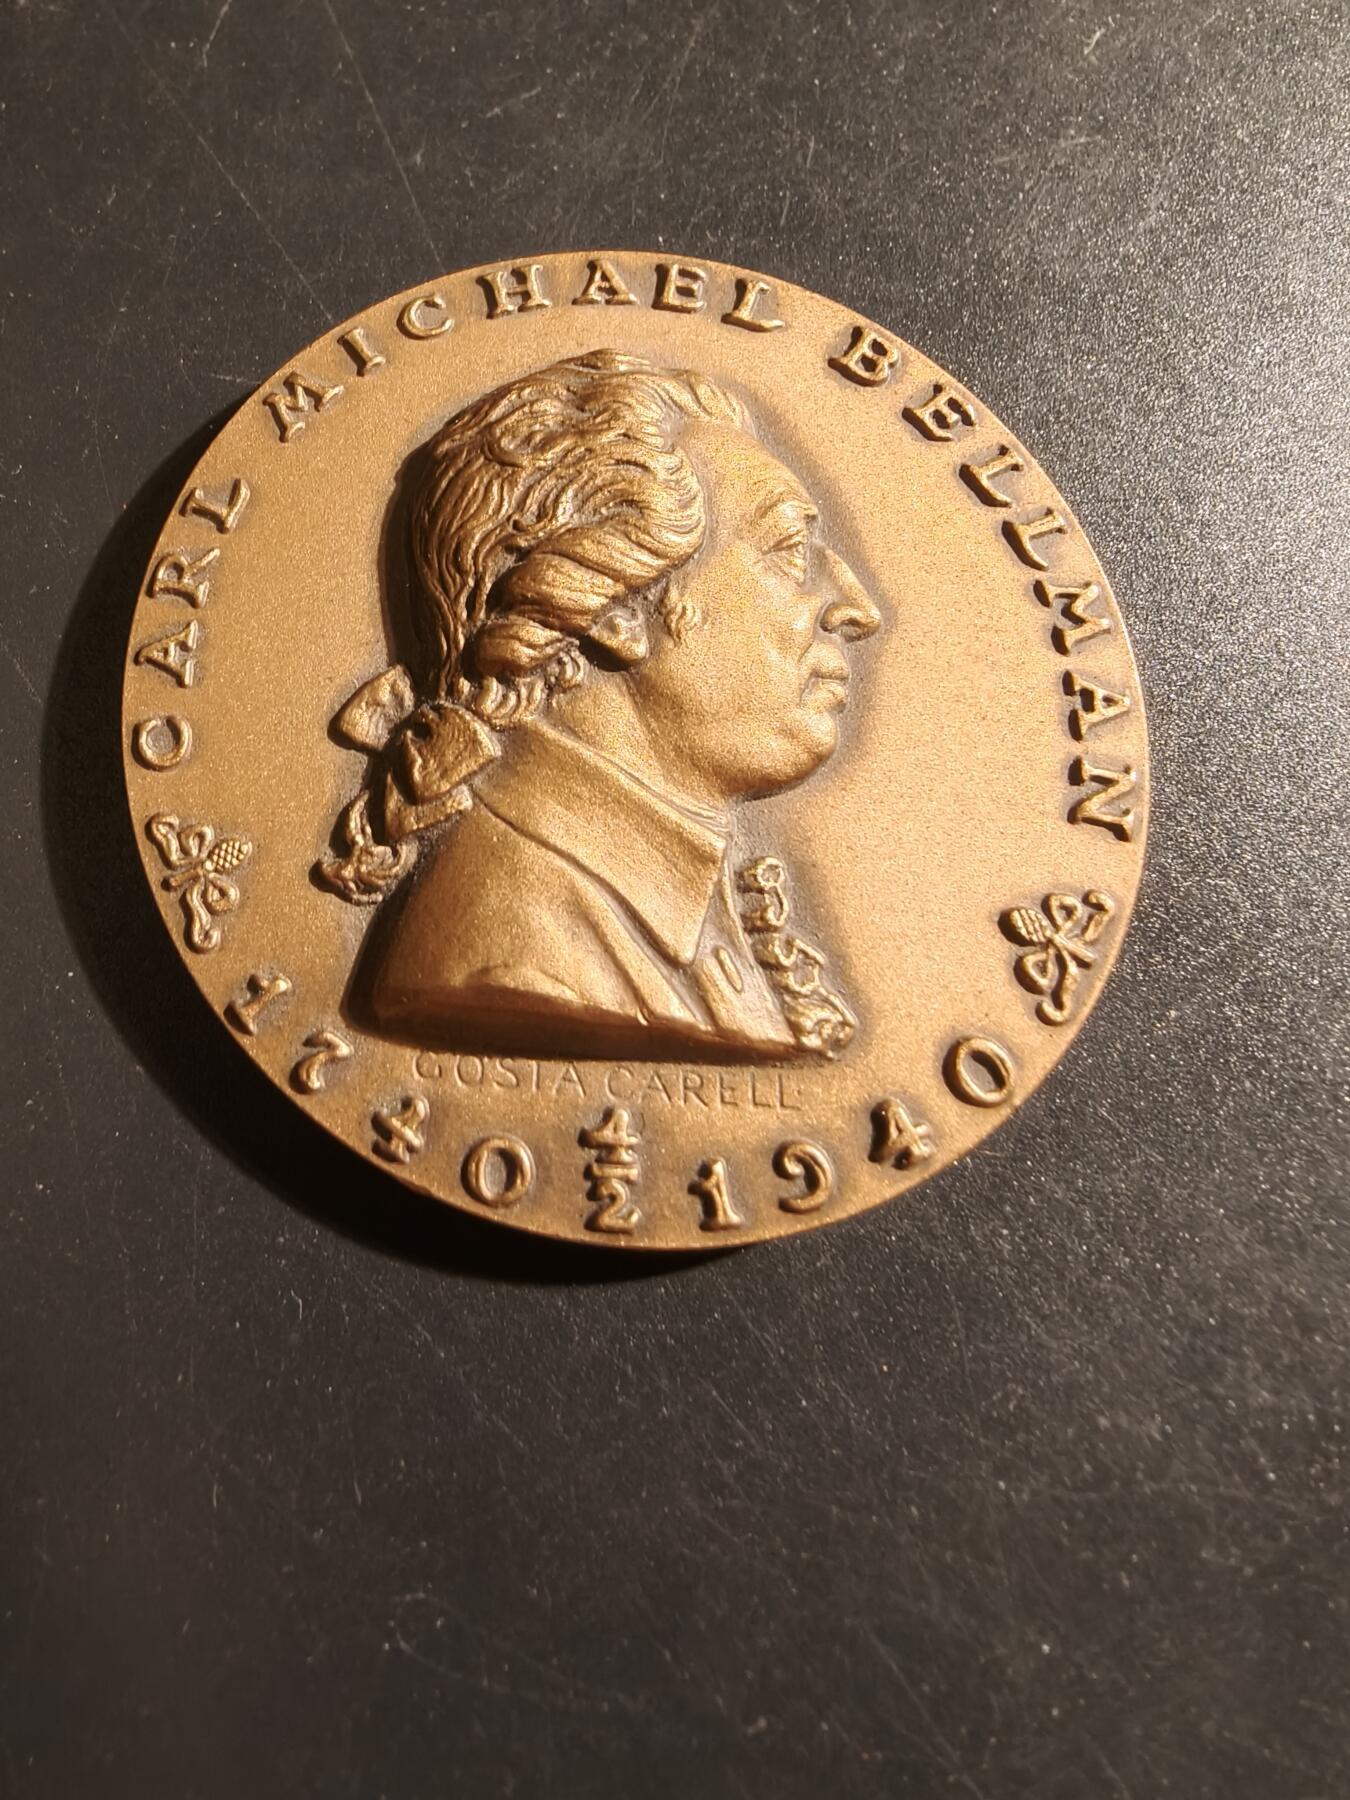 CARL MICHAEL BELLMAN
GÖSTA CARELL
1740 4/2 1940